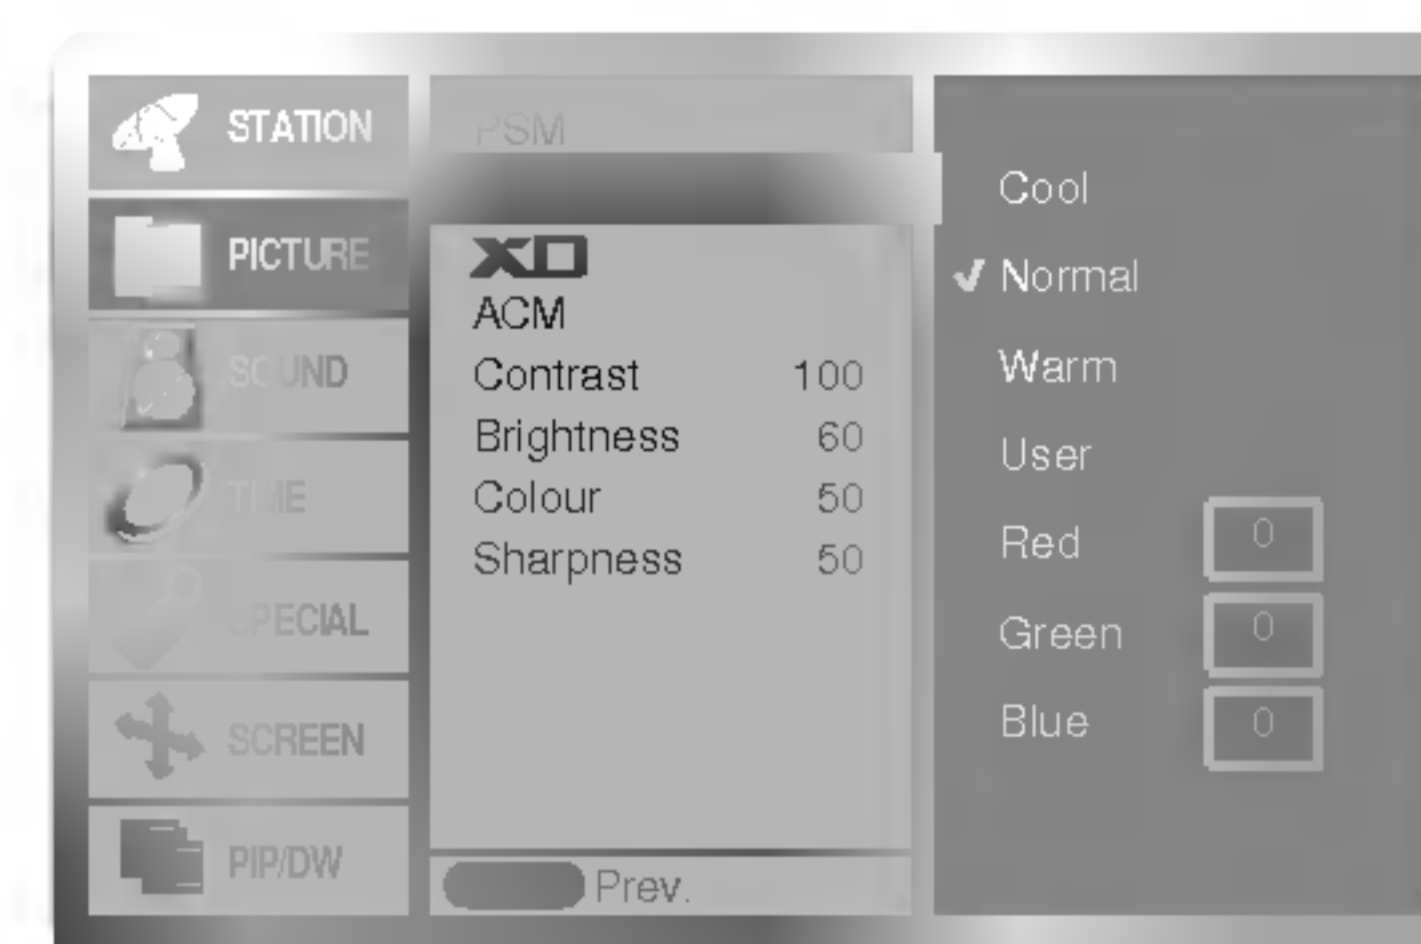 STATION
PICTURE
SOUND
TIME
SPECIAL
SCREEN
PIP/DW
PSM
XD
ACM
Contrast 100
Brightness 60
Colour 50
Sharpness 50
Prev.
Cool
✔ Normal
Warm
User
Red 0
Green 0
Blue 0